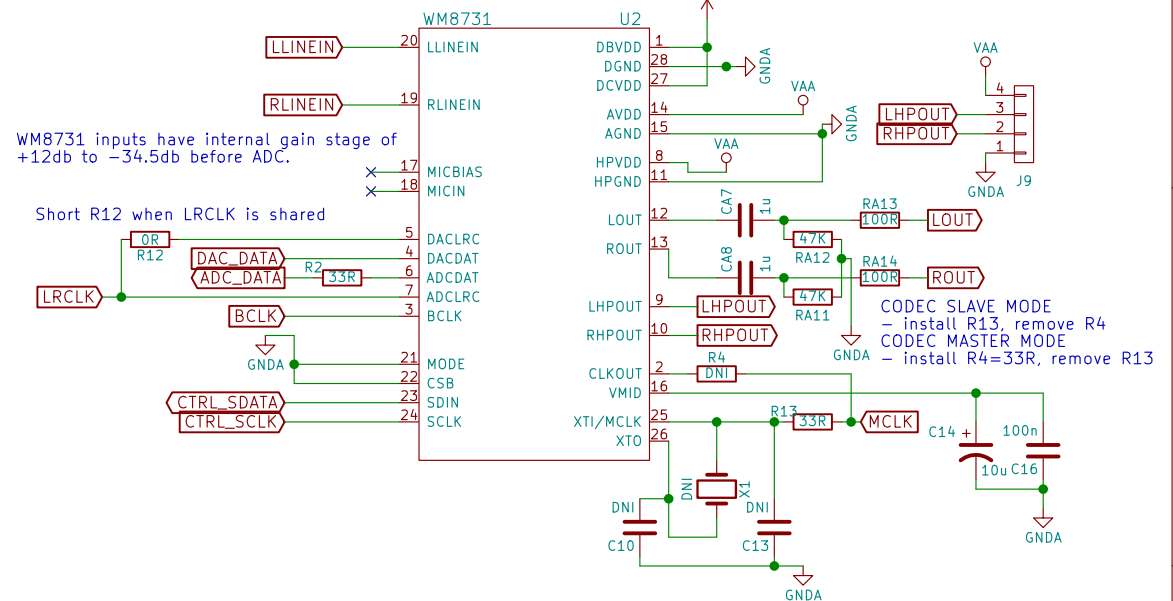 WM8731
U2
LLINEIN
20
LLINEIN
RLINEIN
19
RLINEIN
WM8731 inputs have internal gain stage of
+12db to -34.5db before ADC.
17
MICBIAS
18
MICIN
Short R12 when LRCLK is shared
0R
R12
5
DACLRC
DAC_DATA
4
DACDAT
ADC_DATA
R2
33R
6
ADCDAT
LRCLK
7
ADCLRC
BCLK
3
BCLK
GNDA
21
MODE
22
CSB
CTRL_SDATA
23
SDIN
CTRL_SCLK
24
SCLK
DBVDD
1
DGND
28
GNDA
DCVDD
27
AVDD
14
VAA
AGND
15
GNDA
HPVDD
8
VAA
HPGND
11
LOUT
12
CA7
1u
RA13
100R
LOUT
47K
RA12
ROUT
13
CA8
1u
RA14
100R
ROUT
47K
RA11
GNDA
LHPOUT
9
LHPOUT
RHPOUT
10
RHPOUT
CLKOUT
2
R4
DNI
VMID
16
XTI/MCLK
25
R13
33R
MCLK
XTO
26
VAA
LHPOUT
RHPOUT
4
3
2
1
GNDA
J9
CODEC SLAVE MODE
- install R13, remove R4
CODEC MASTER MODE
- install R4=33R, remove R13
C14
+
10u
100n
C16
GNDA
DNI
C10
DNI
X1
DNI
C13
GNDA